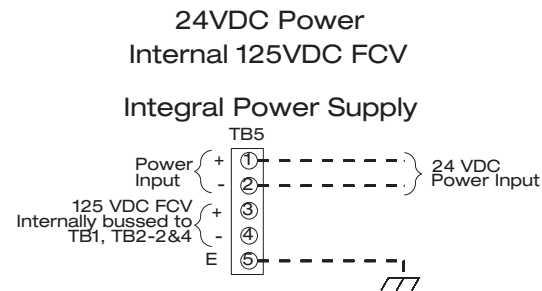 24VDC Power
Internal 125VDC FCV
Integral Power Supply
TB5
Power
Input
+ 1
- 2
24 VDC
Power Input
125 VDC FCV
Internally bussed to
TB1, TB2-2&4
+ 3
- 4
E 5